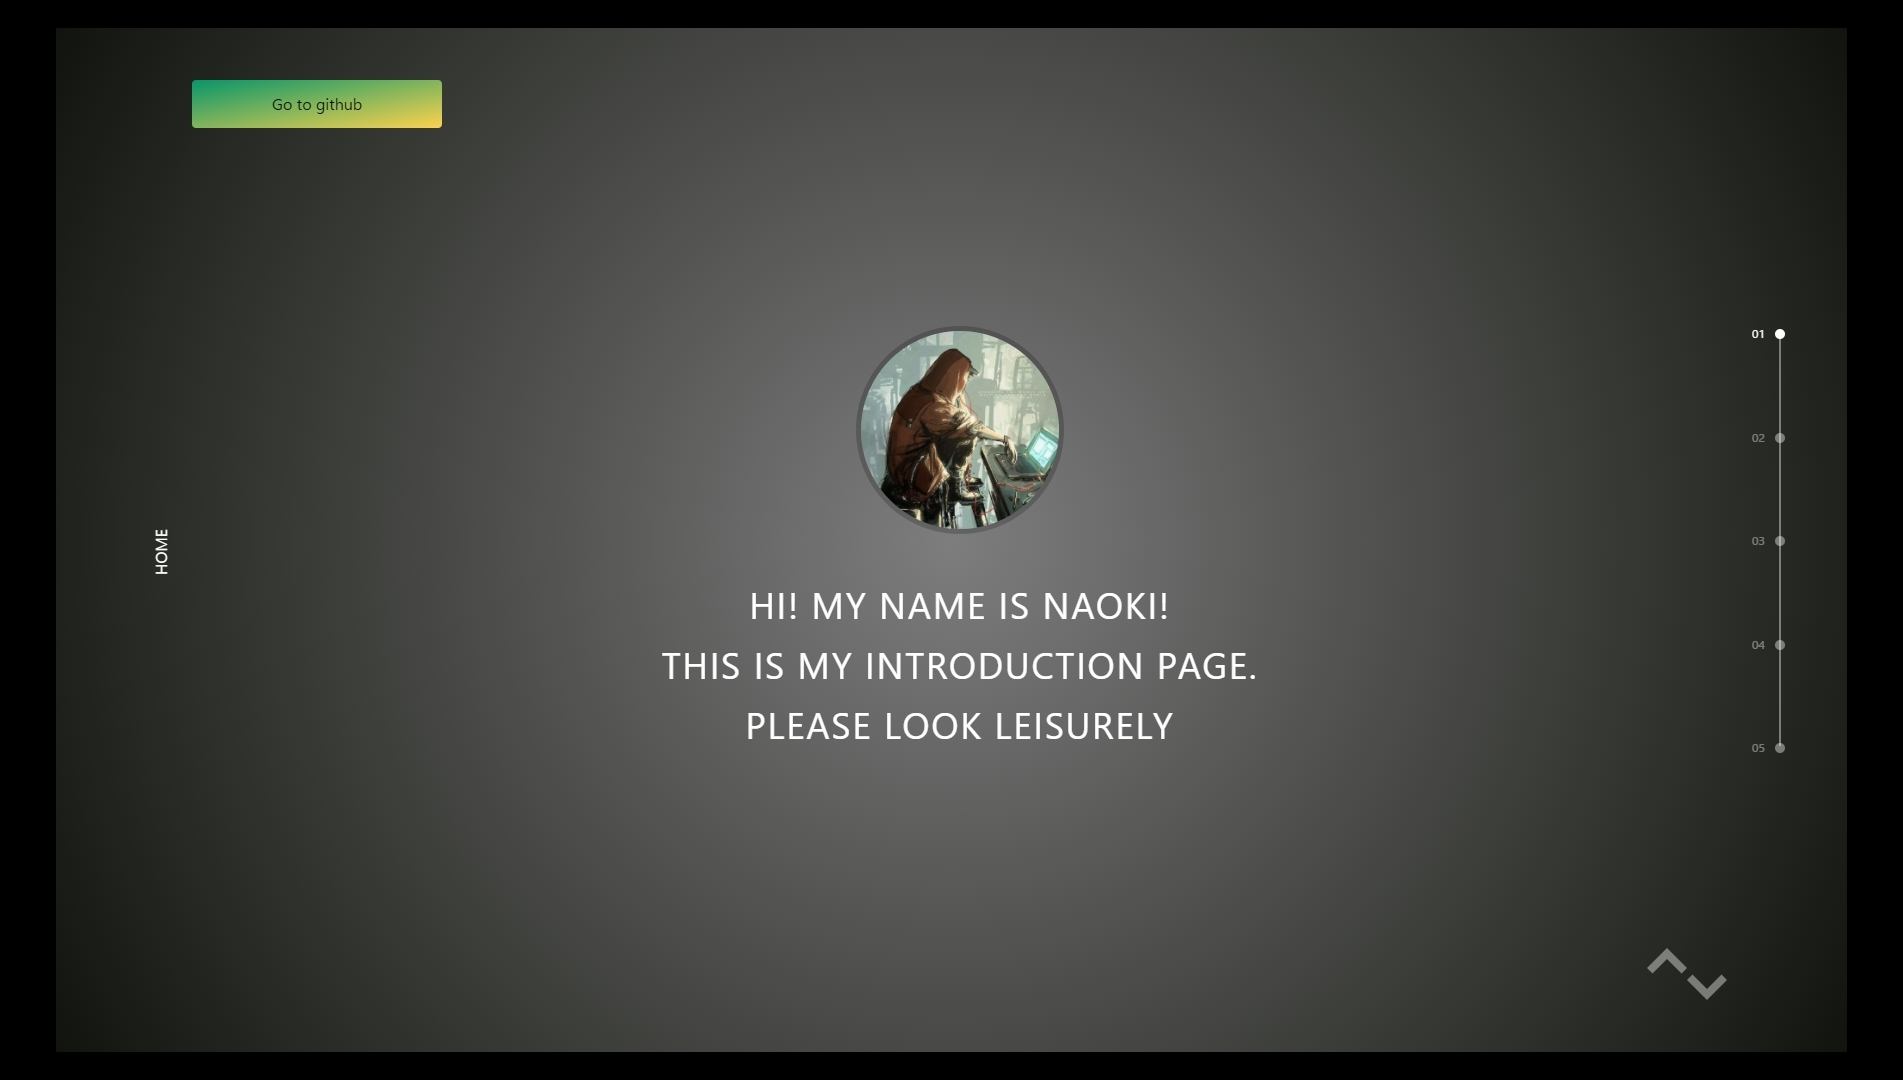 Go to github
HOME
HI! MY NAME IS NAOKI!
THIS IS MY INTRODUCTION PAGE.
PLEASE LOOK LEISURELY
01
02
03
04
05